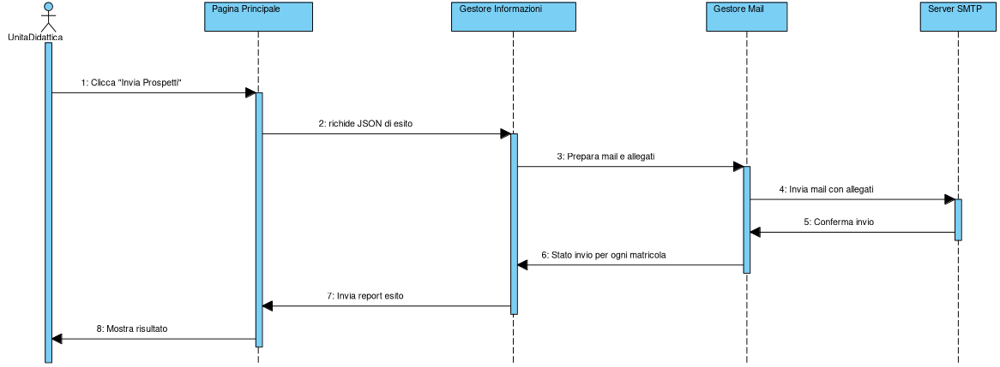 Pagina Principale
Gestore Informazioni
Gestore Mail
Server SMTP
UnitaDidattica
1: Clicca "Invia Prospetti"
2: richide JSON di esito
3: Prepara mail e allegati
4: Invia mail con allegati
5: Conferma invio
6: Stato invio per ogni matricola
7: Invia report esito
8: Mostra risultato